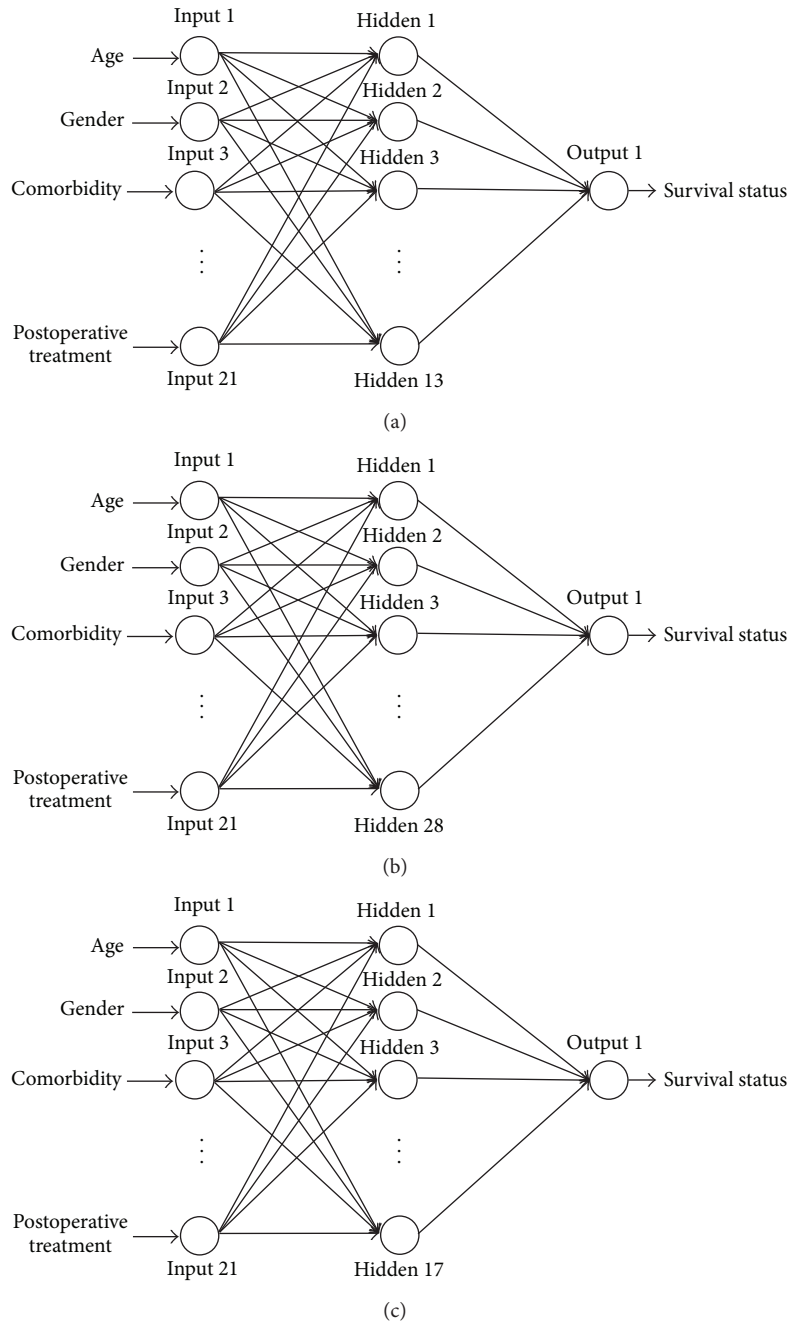 Input 1
Hidden 1
Age
Input 2
Hidden 2
Gender
Input 3
Hidden 3
Output 1
Comorbidity
Survival status
Postoperative
treatment
Input 21
Hidden 13
(a)
Input 1
Hidden 1
Age
Input 2
Hidden 2
Gender
Input 3
Hidden 3
Output 1
Comorbidity
Survival status
Postoperative
treatment
Input 21
Hidden 28
(b)
Input 1
Hidden 1
Age
Input 2
Hidden 2
Gender
Input 3
Hidden 3
Output 1
Comorbidity
Survival status
Postoperative
treatment
Input 21
Hidden 17
(c)